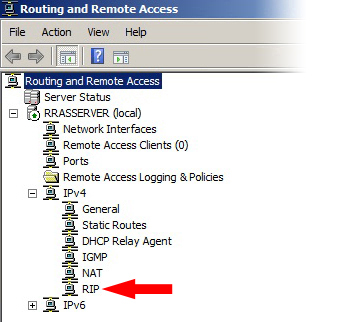 Routing and Remote Access
File Action View Help
Routing and Remote Access
Server Status
RRASSERVER (local)
Network Interfaces
Remote Access Clients (0)
Ports
Remote Access Logging & Policies
IPv4
General
Static Routes
DHCP Relay Agent
IGMP
NAT
RIP
IPv6